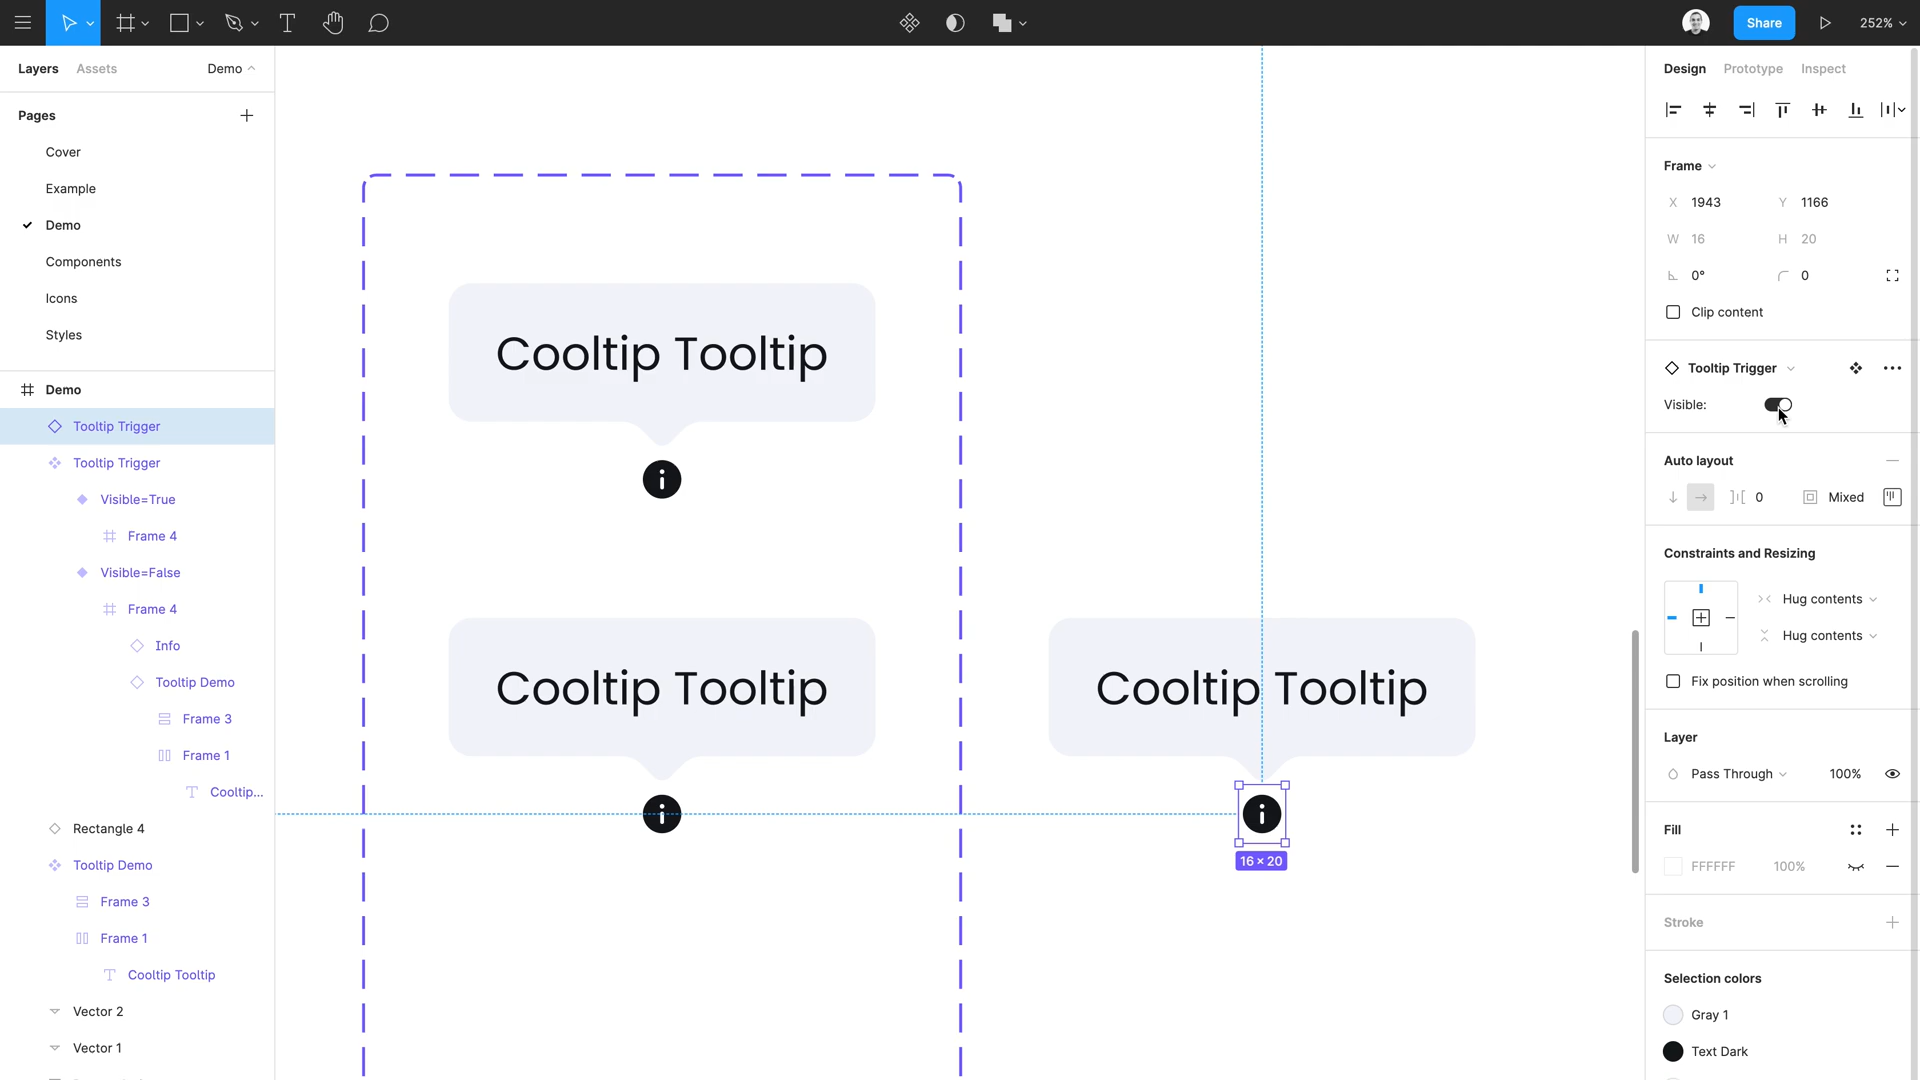 Share
252%
Layers
Assets
Demo
Pages
Cover
Example
Demo
Components
Icons
Styles
Demo
Tooltip Trigger
Tooltip Trigger
Visible=True
Frame 4
Visible=False
Frame 4
Info
Tooltip Demo
Frame 3
Frame 1
Cooltip...
Rectangle 4
Tooltip Demo
Frame 3
Frame 1
Cooltip Tooltip
Vector 2
Vector 1
Cooltip Tooltip
Cooltip Tooltip
Cooltip Tooltip
16 × 20
Design
Prototype
Inspect
Frame
X 1943
Y 1166
W 16
H 20
0°
0
Clip content
Tooltip Trigger
Visible:
Auto layout
0
Mixed
Constraints and Resizing
Hug contents
Hug contents
Fix position when scrolling
Layer
Pass Through
100%
Fill
FFFFFF
100%
Stroke
Selection colors
Gray 1
Text Dark